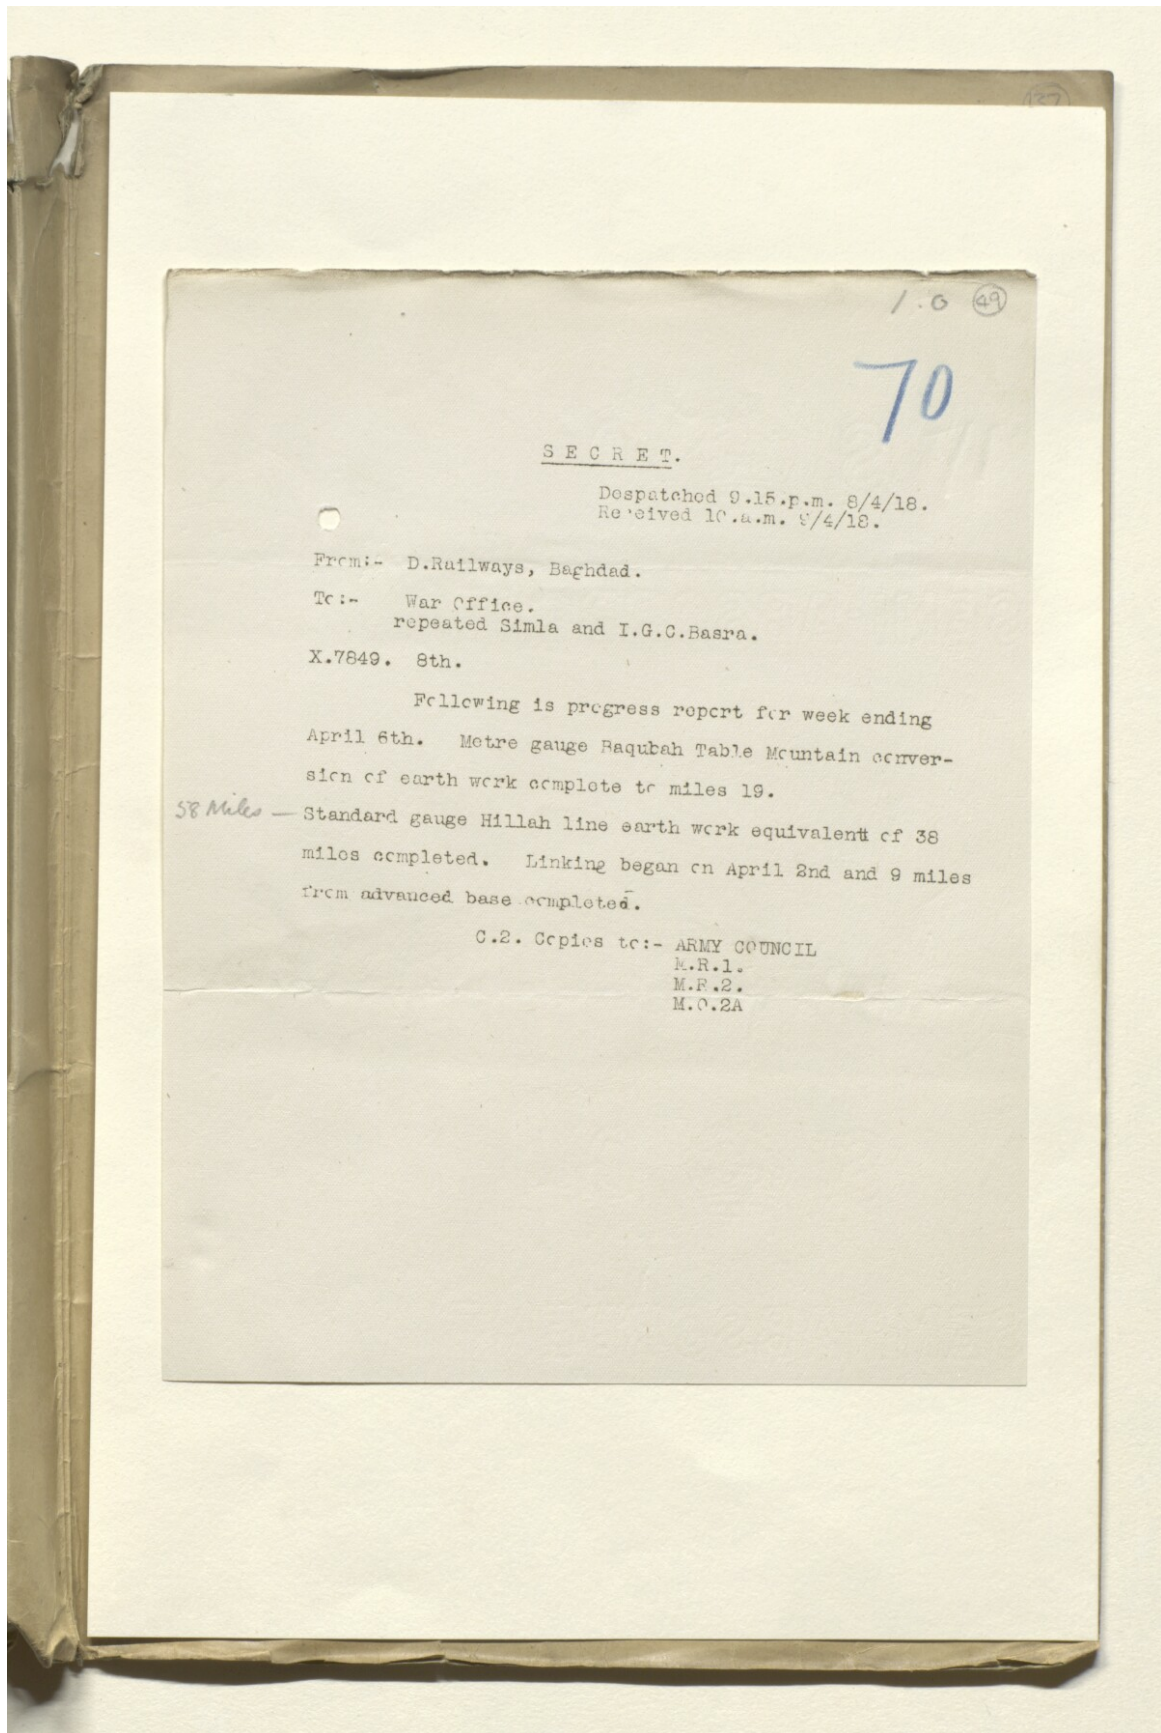 1.0 49
70
SECRET.
Despatched 9.15.p.m. 8/4/18.
Received 10.a.m. 9/4/18.
From:- D.Railways, Baghdad.
To:- War Office.
repeated Simla and I.G.C.Basra.
X.7849. 8th.
Following is progress report for week ending
April 6th. Metre gauge Baqubah Table Mountain conver-
sion of earth work complete to miles 19.
58 Miles — Standard gauge Hillah line earth work equivalent of 38
miles completed. Linking began on April 2nd and 9 miles
from advanced base completed.
C.2. Copies to:- ARMY COUNCIL
M.R.1.
M.R.2.
M.O.2A